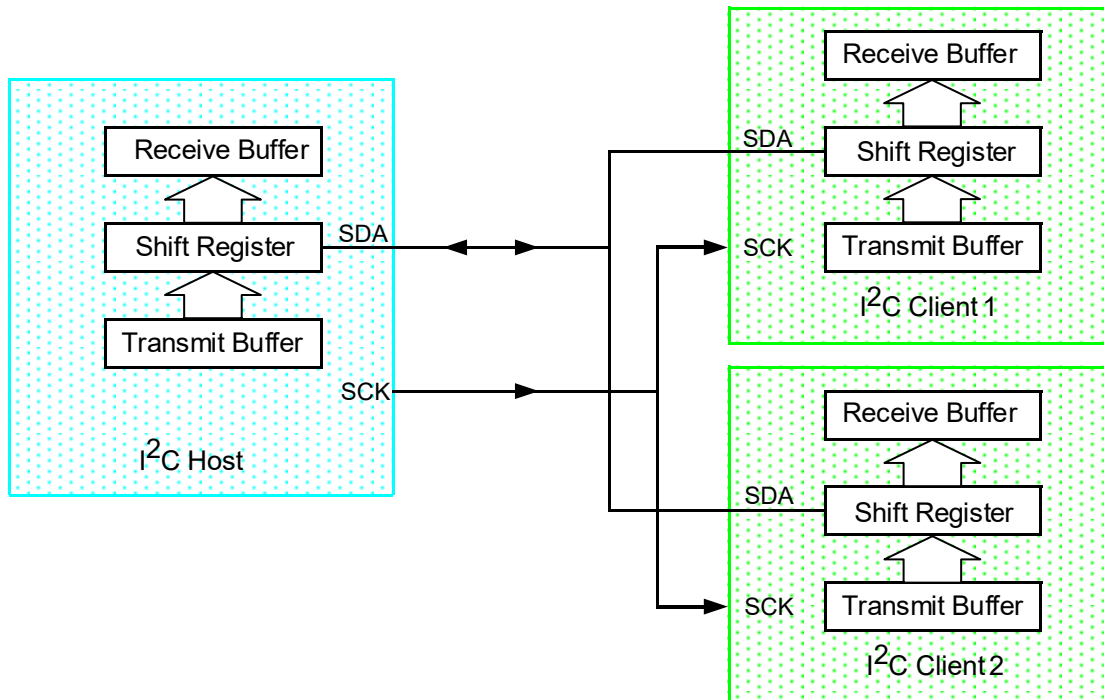 Receive Buffer
Shift Register
SDA
Transmit Buffer
SCK
I²C Host
Receive Buffer
SDA
Shift Register
SCK
Transmit Buffer
I²C Client 1
Receive Buffer
SDA
Shift Register
SCK
Transmit Buffer
I²C Client 2